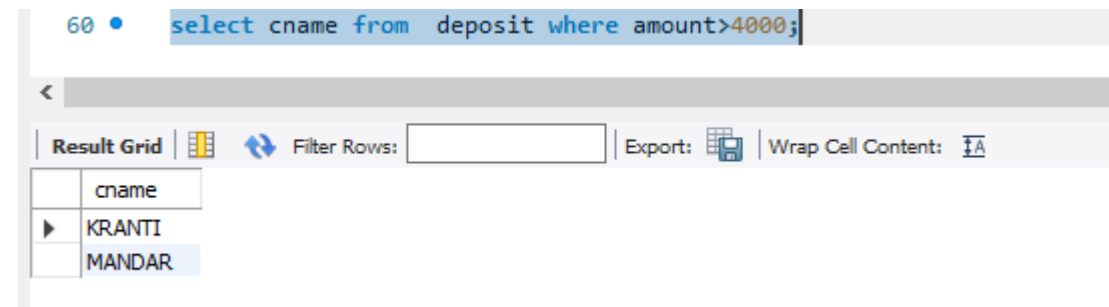 60 select cname from  deposit where amount>4000;
Result Grid Filter Rows: Export: Wrap Cell Content: IA
cname
KRANTI
MANDAR